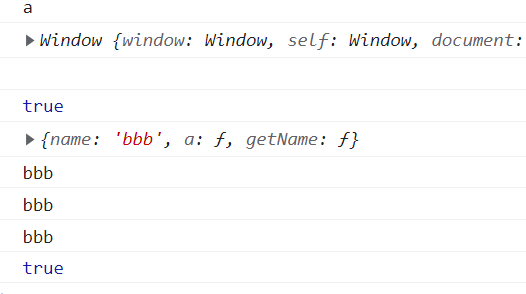 a
▶ Window {window: Window, self: Window, document:
true
▶ {name: 'bbb', a: ƒ, getName: ƒ}
bbb
bbb
bbb
true